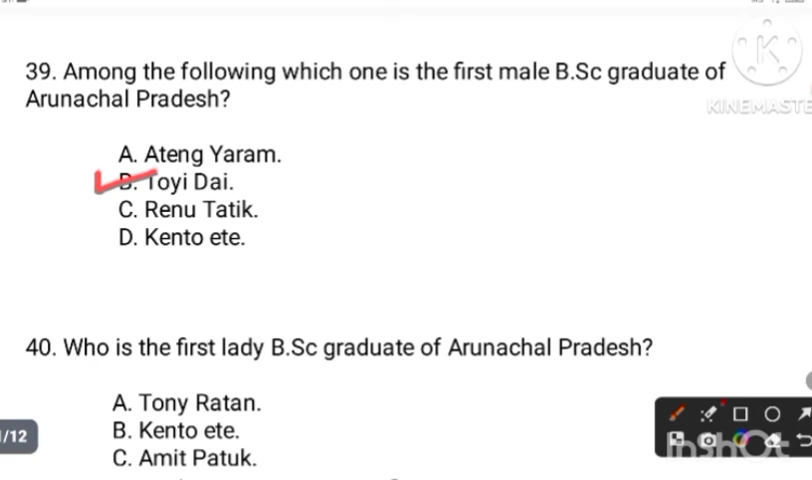 39. Among the following which one is the first male B.Sc graduate of
Arunachal Pradesh?
A. Ateng Yaram.
B. Toyi Dai.
C. Renu Tatik.
D. Kento ete.
40. Who is the first lady B.Sc graduate of Arunachal Pradesh?
A. Tony Ratan.
B. Kento ete.
C. Amit Patuk.
/12
K
KINEMASTE
InShOt